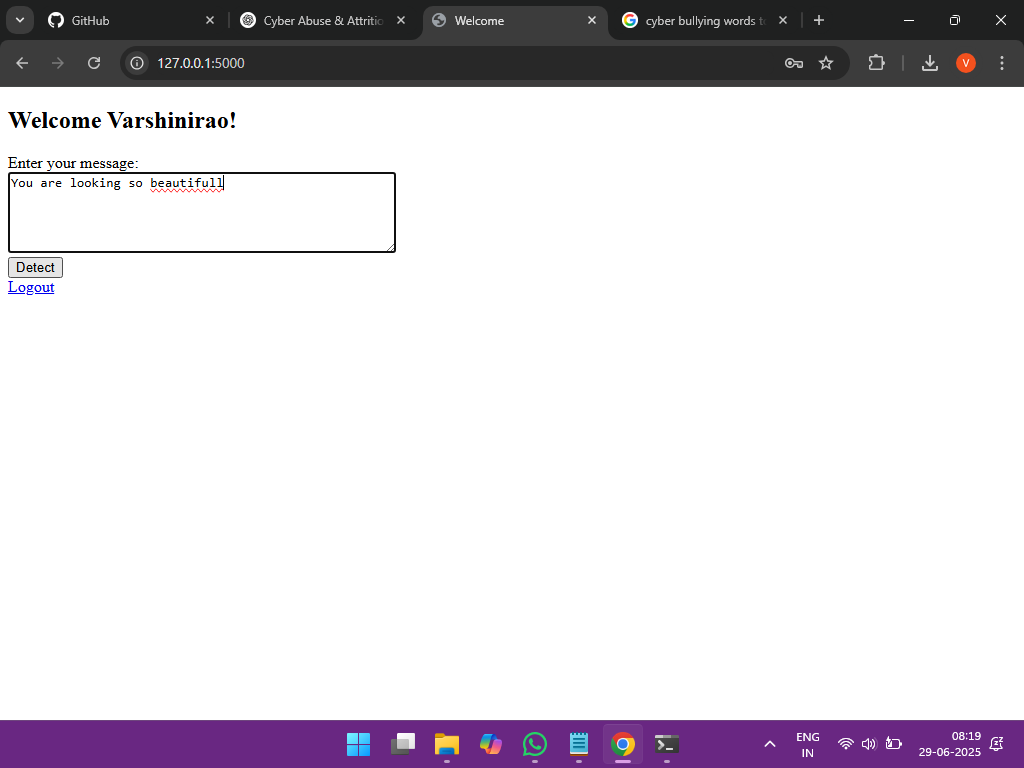 GitHub
Cyber Abuse & Attritio
Welcome
cyber bullying words t
127.0.0.1:5000
V
Welcome Varshinirao!
Enter your message:
You are looking so beautifull
Detect
Logout
ENG
IN
08:19
29-06-2025